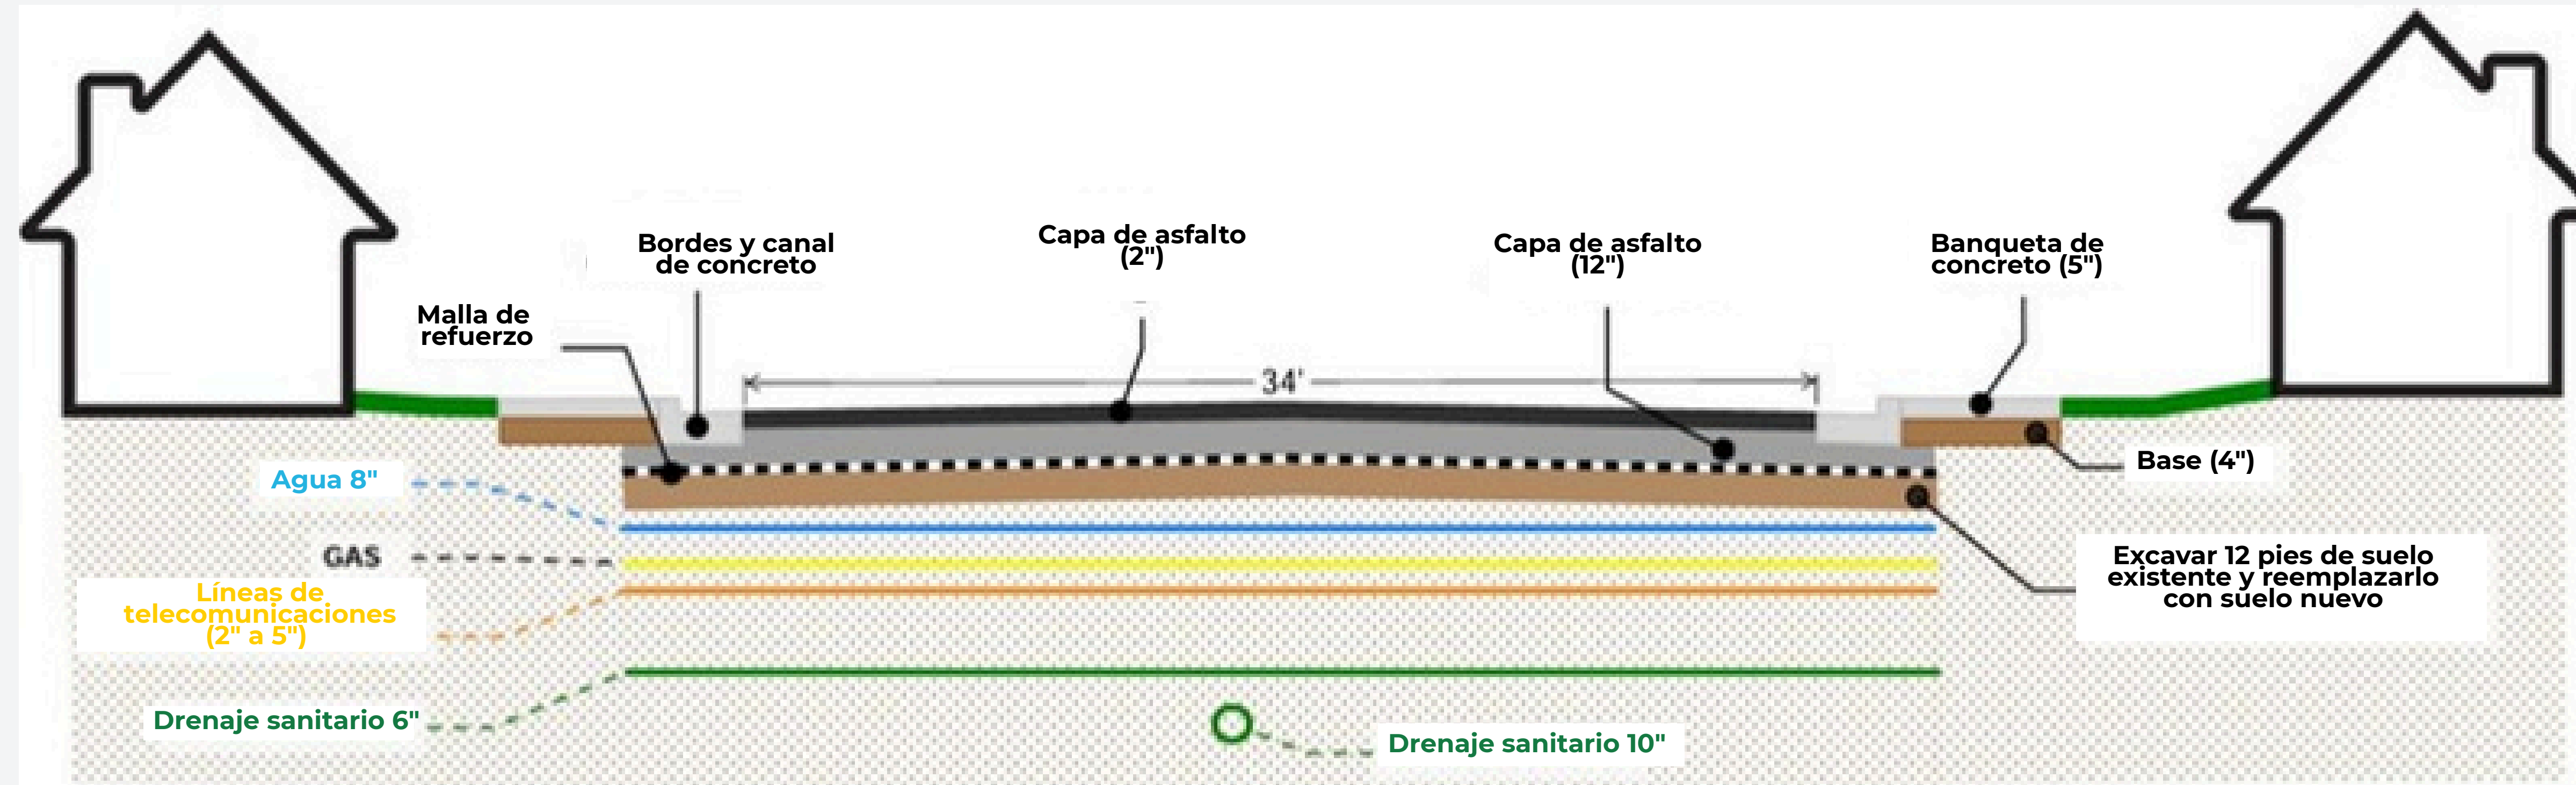 Bordes y canal
de concreto
Capa de asfalto
(2")
Capa de asfalto
(12")
Banqueta de
concreto (5")
Malla de
refuerzo
34'
Agua 8"
Base (4")
GAS
Líneas de
telecomunicaciones
(2" a 5")
Excavar 12 pies de suelo
existente y reemplazarlo
con suelo nuevo
Drenaje sanitario 6"
Drenaje sanitario 10"